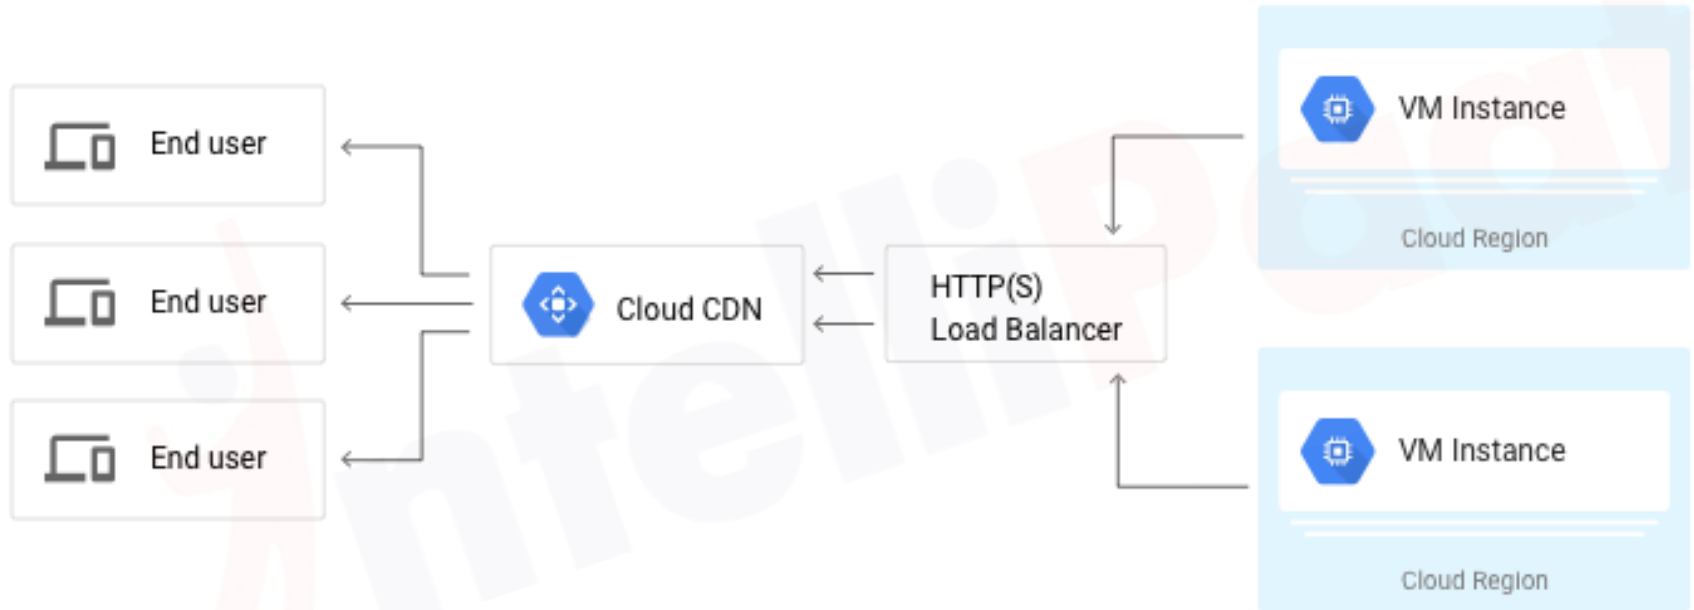 End user
End user
End user
Cloud CDN
HTTP(S)
Load Balancer
VM Instance
Cloud Region
VM Instance
Cloud Region
IntelliPaat